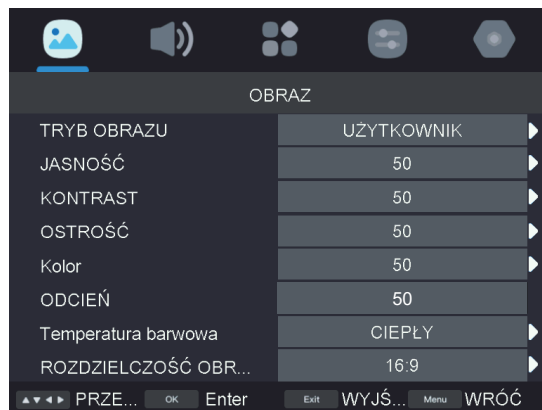 OBRAZ
TRYB OBRAZU UŻYTKOWNIK
JASNOŚĆ 50
KONTRAST 50
OSTROŚĆ 50
Kolor 50
ODCIEŃ 50
Temperatura barwowa CIEPŁY
ROZDZIELCZOŚĆ OBR... 16:9
PRZE... OK Enter Exit WYJŚ... Menu WRÓĆ